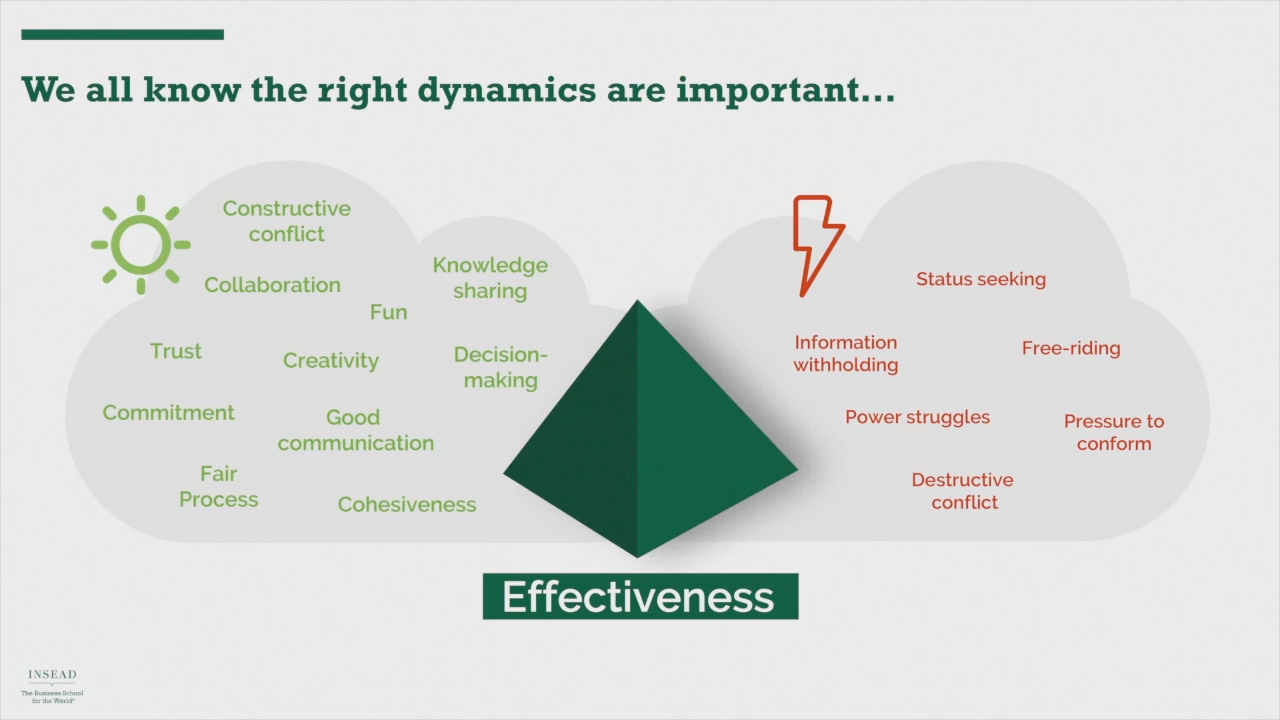 We all know the right dynamics are important...
Constructive
conflict
Collaboration
Knowledge
sharing
Fun
Trust
Creativity
Decision-
making
Commitment
Good
communication
Fair
Process
Cohesiveness
Status seeking
Information
withholding
Free-riding
Power struggles
Pressure to
conform
Destructive
conflict
Effectiveness
INSEAD
The Business School
for the World®